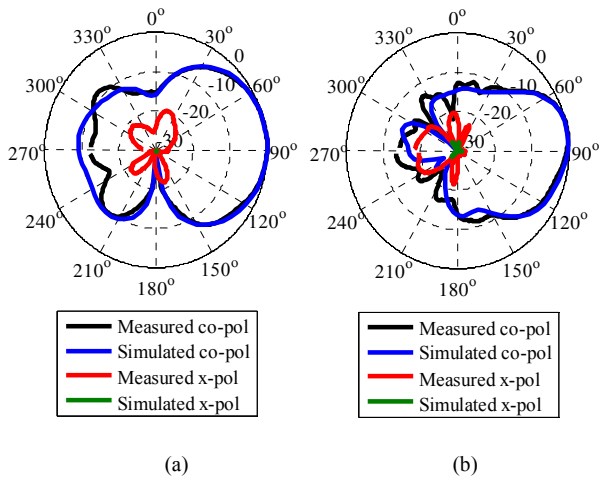 0°
330° 30°
300° 60°
270° 90°
240° 120°
210° 150°
180°
0
-10
-20
Measured co-pol
Simulated co-pol
Measured x-pol
Simulated x-pol
(a)
0°
330° 30°
300° 60°
270° 90°
240° 120°
210° 150°
180°
0
-10
-20
30
Measured co-pol
Simulated co-pol
Measured x-pol
Simulated x-pol
(b)